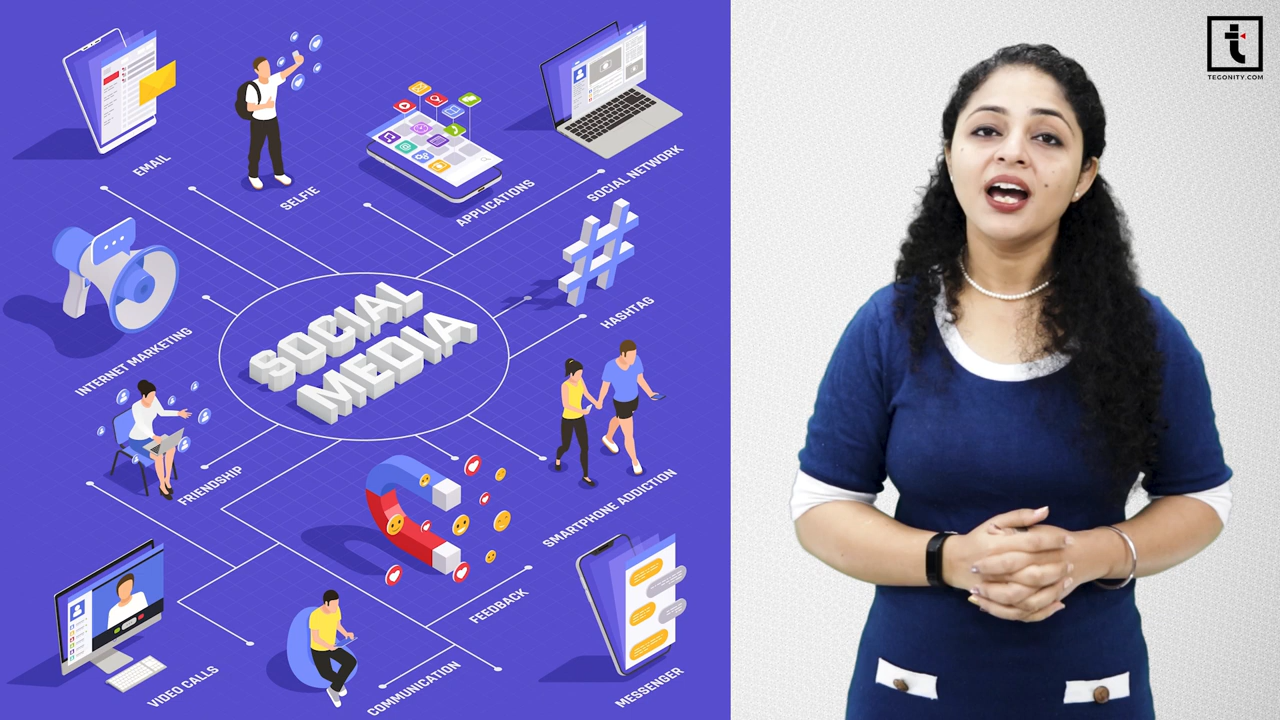 EMAIL
SELFIE
APPLICATIONS
SOCIAL NETWORK
INTERNET MARKETING
SOCIAL
MEDIA
HASHTAG
FRIENDSHIP
SMARTPHONE ADDICTION
VIDEO CALLS
COMMUNICATION
FEEDBACK
MESSENGER
t
TEGONITY.COM